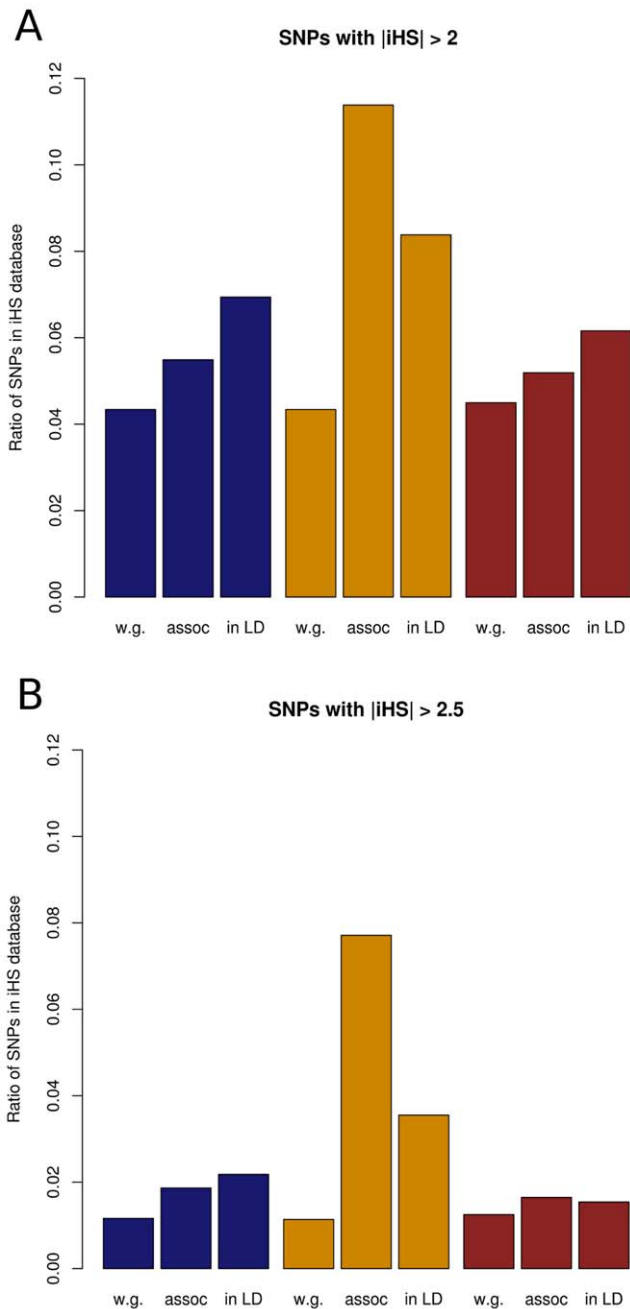 A
SNPs with |iHS| > 2
Ratio of SNPs in iHS database
0.12
0.10
0.08
0.06
0.04
0.02
0.00
w.g. assoc in LD w.g. assoc in LD w.g. assoc in LD
B
SNPs with |iHS| > 2.5
Ratio of SNPs in iHS database
0.12
0.10
0.08
0.06
0.04
0.02
0.00
w.g. assoc in LD w.g. assoc in LD w.g. assoc in LD